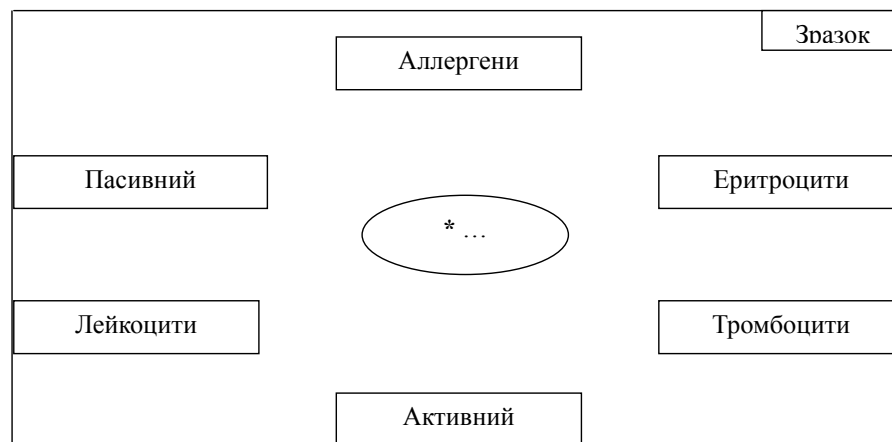 Зразок
Аллергени
Пасивний
Еритроцити
* ...
Лейкоцити
Тромбоцити
Активний